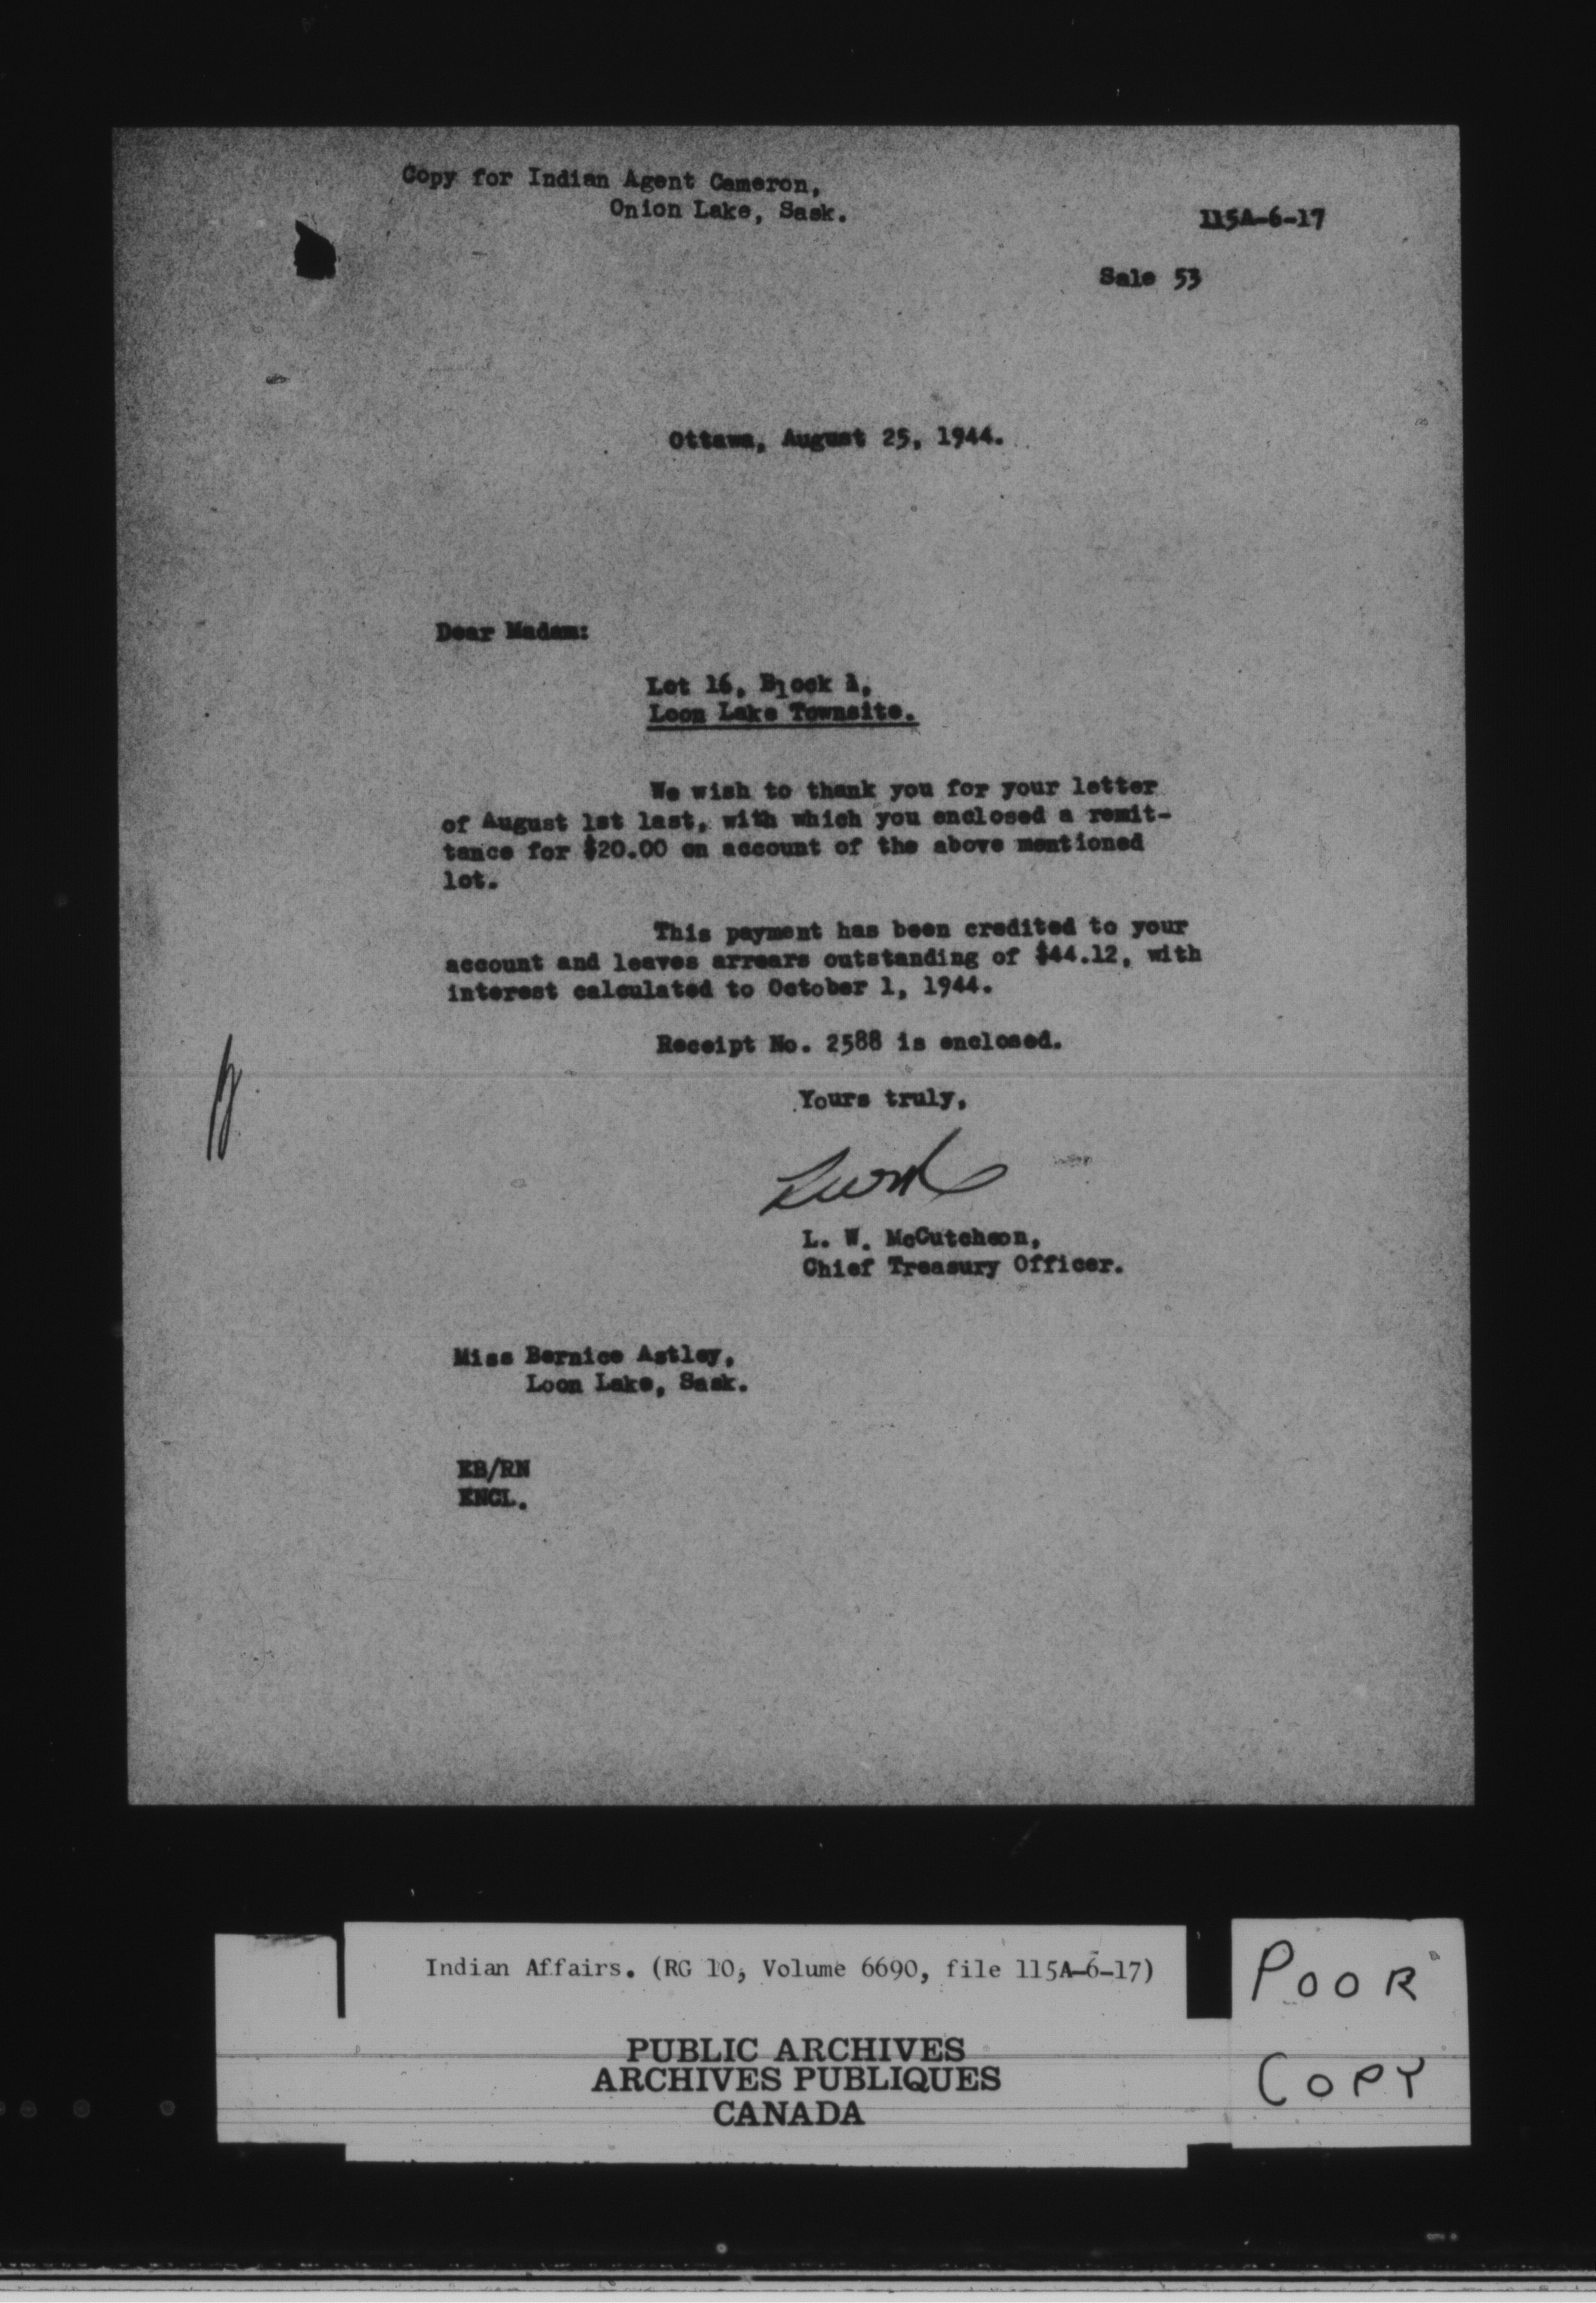 Copy for Indian Agent Cameron,
Onion Lake, Sask.
115A-6-17
Sale 53
Ottawa, August 25, 1944.
Dear Madam:
Lot 16, Block 1,
Loon Lake Townsite.
We wish to thank you for your letter
of August 1st last, with which you enclosed a remit-
tance for $20.00 on account of the above mentioned
lot.
This payment has been credited to your
account and leaves arrears outstanding of $44.12, with
interest calculated to October 1, 1944.
Receipt No. 2588 is enclosed.
Yours truly,
L. W. McCutcheon,
Chief Treasury Officer.
Miss Bernice Astley,
Loon Lake, Sask.
EB/RN
ENCL.
Indian Affairs. (RG 10, Volume 6690, file 115A-6-17)
PUBLIC ARCHIVES
ARCHIVES PUBLIQUES
CANADA
POOR
COPY